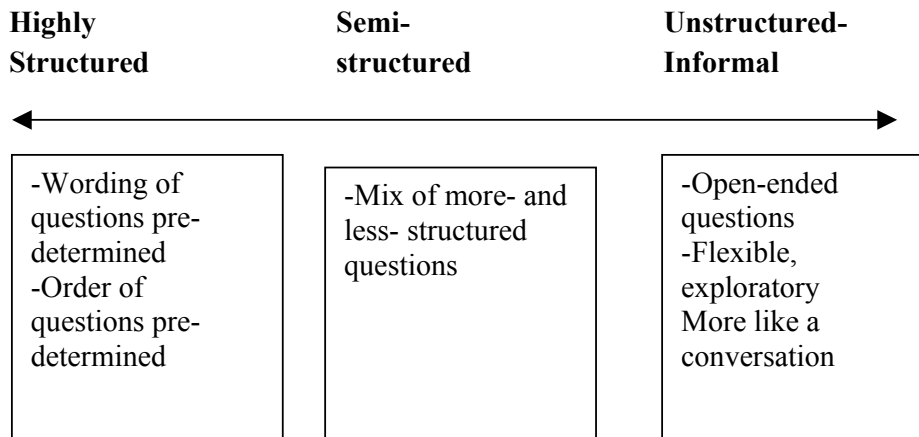 Highly
Structured
Semi-
structured
Unstructured-
Informal
-Wording of
questions pre-
determined
-Order of
questions pre-
determined
-Mix of more- and
less- structured
questions
-Open-ended
questions
-Flexible,
exploratory
More like a
conversation